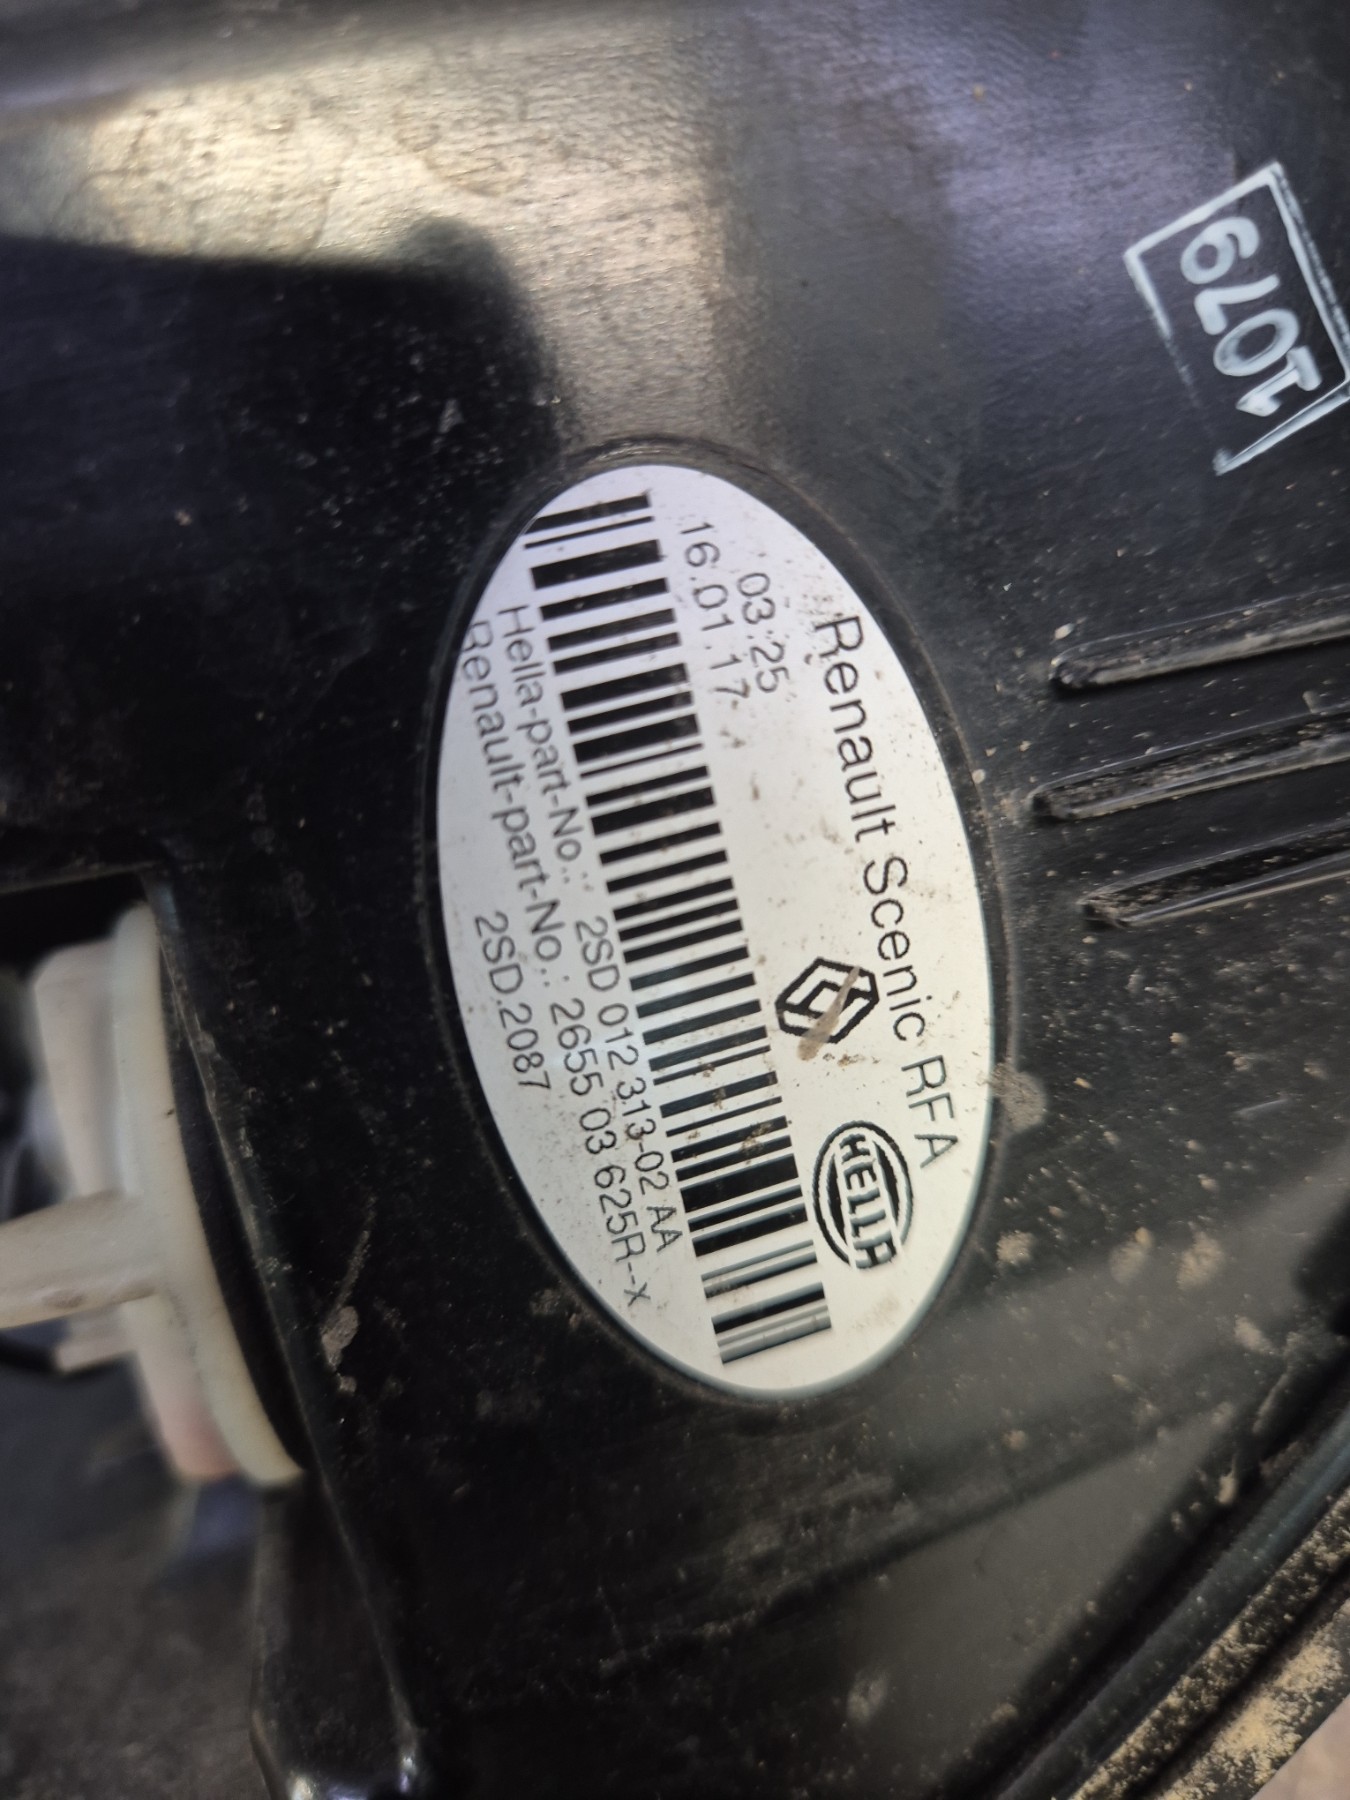 Renault Scenic RFA
03:25
16.01.17
HELLA
Hella-part-No.: 2SD 012 313-02 AA
Renault-part-No.: 2655 03 625R--x
2SD.2087
1079